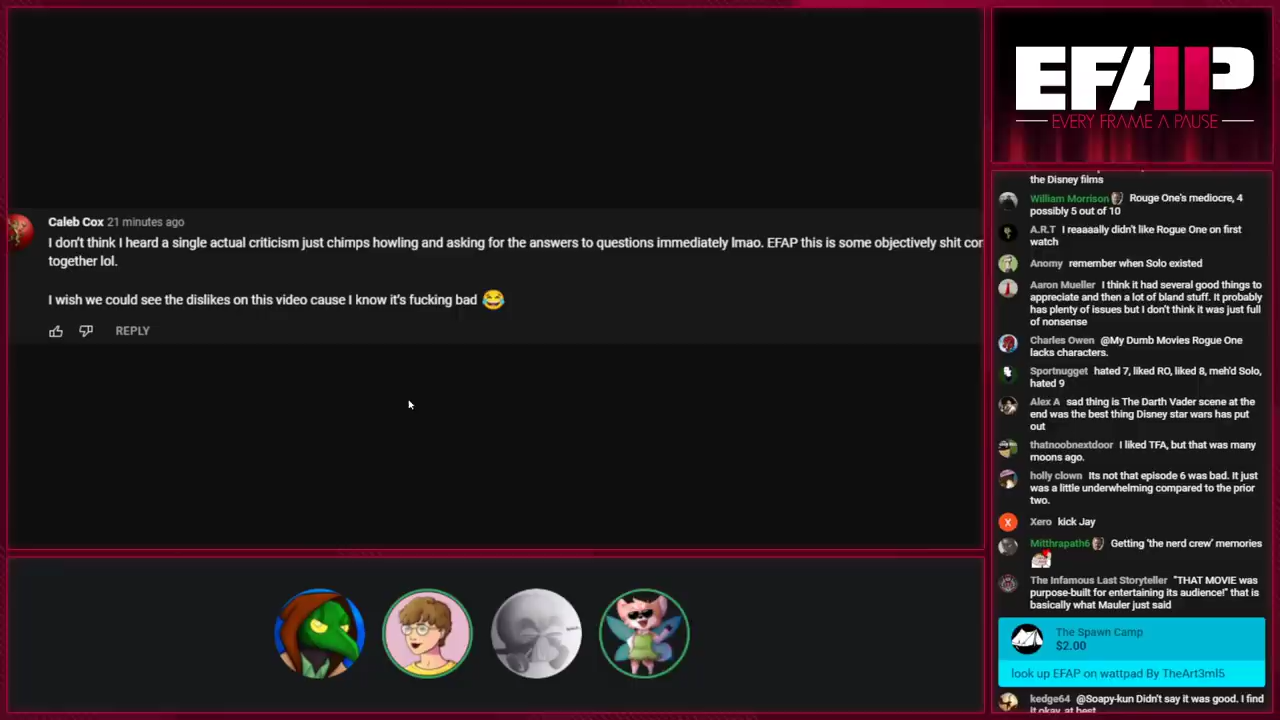 Caleb Cox 21 minutes ago
I don't think I heard a single actual criticism just chimps howling and asking for the answers to questions immediately lmao. EFAP this is some objectively shit
together lol.
I wish we could see the dislikes on this video cause I know it's fucking bad 😂
REPLY
EFAP
EVERY FRAME A PAUSE
the Disney films
William Morrison Rouge One's mediocre, 4
possibly 5 out of 10
A.R.T I reaaaally didn't like Rogue One on first
watch
Anomy remember when Solo existed
Aaron Mueller I think it had several good things to
appreciate and then a lot of bland stuff. It probably
has plenty of issues but I don't think it was just full
of nonsense
Charles Owen @My Dumb Movies Rogue One
lacks characters.
Sportnugget hated 7, liked RO, liked 8, meh'd Solo,
hated 9
Alex A sad thing is The Darth Vader scene at the
end was the best thing Disney star wars has put
out
thatnoobnextdoor I liked TFA, but that was many
moons ago.
holly clown Its not that episode 6 was bad. It just
was a little underwhelming compared to the prior
two.
X Xero kick Jay
Mitthrapath6 Getting 'the nerd crew' memories
The Infamous Last Storyteller "THAT MOVIE was
purpose-built for entertaining its audience!" that is
basically what Mauler just said
The Spawn Camp
$2.00
look up EFAP on wattpad By TheArt3ml5
kedge64 @Soapy-kun Didn't say it was good. I find
it okay, at best